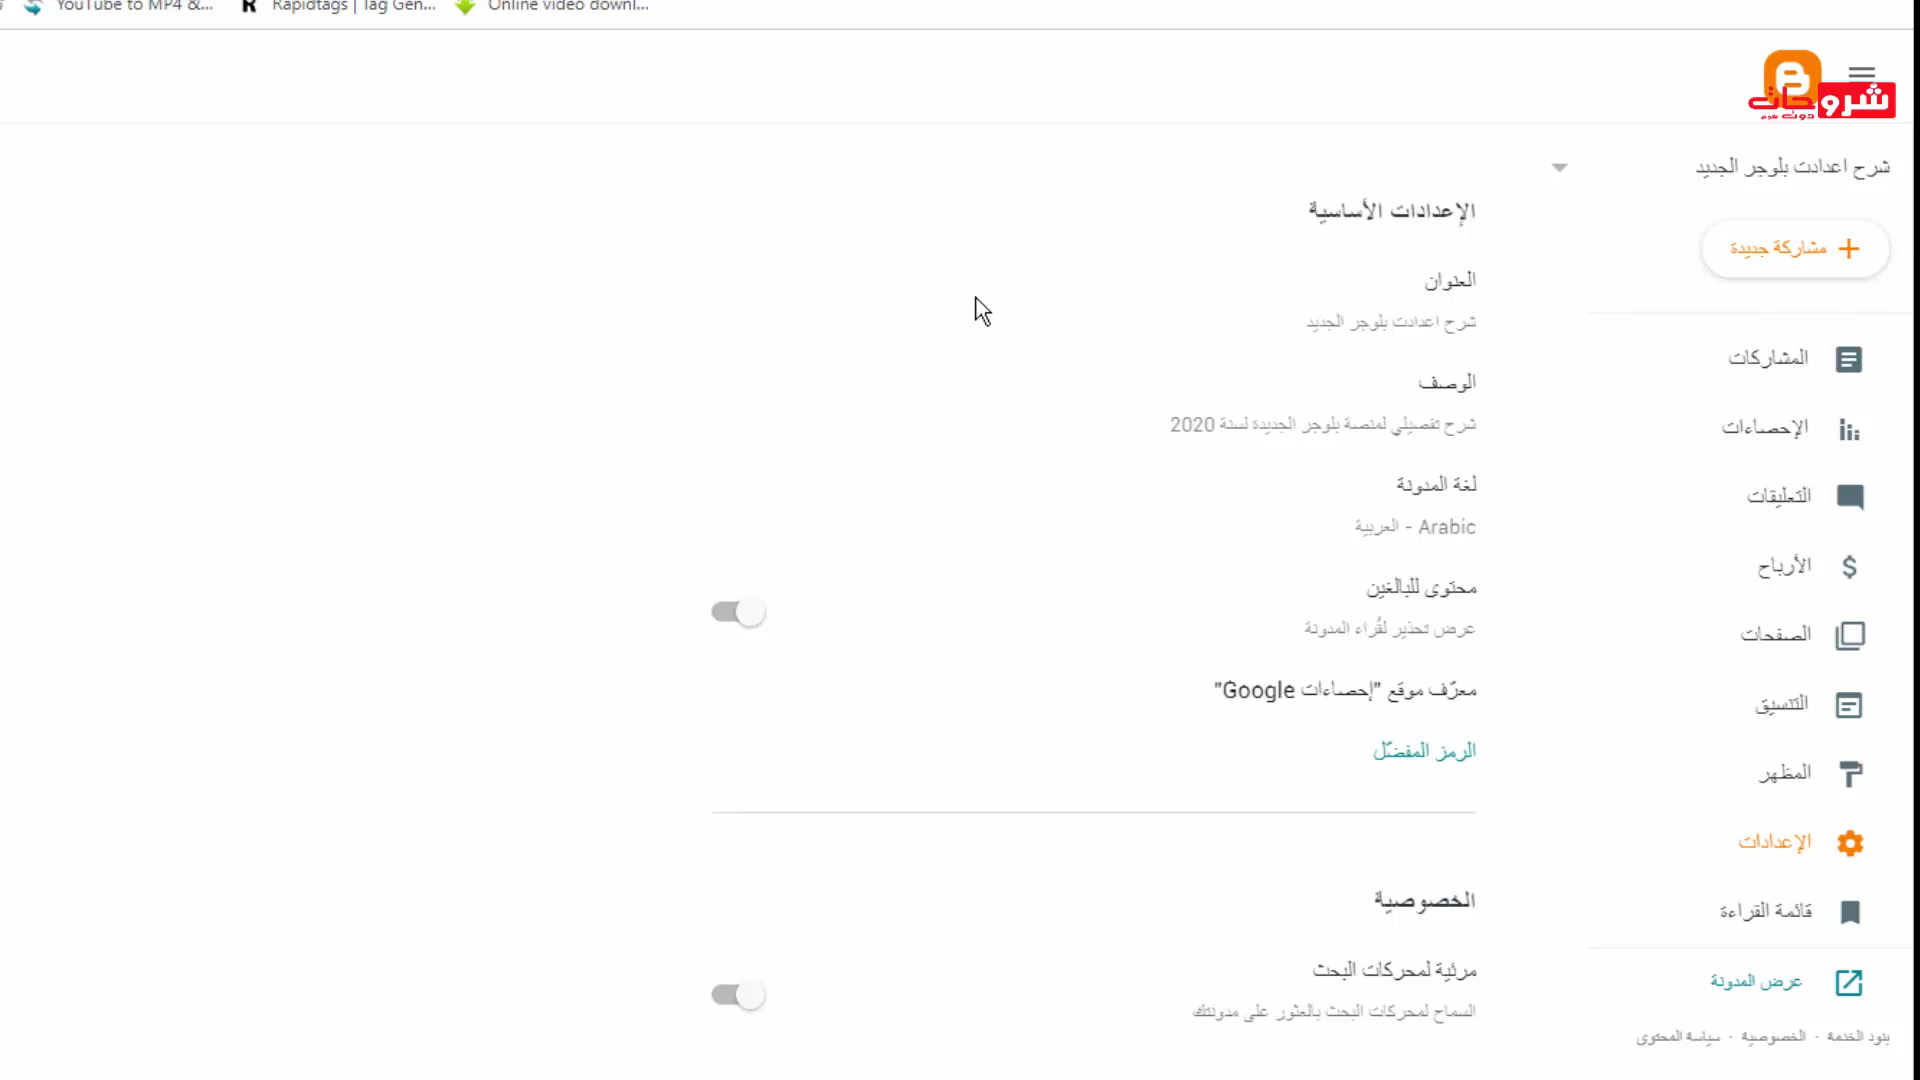 YouTube to MP4 &...
Rapidtags | Tag Gen...
Online video downl...
شروحات
دوت كوم
شرح اعدادت بلوجر الجديد
مشاركة جديدة
المشاركات
الإحصاءات
التعليقات
الأرباح
الصفحات
التنسيق
المظهر
الإعدادات
قائمة القراءة
عرض المدونة
بنود الخدمة · الخصوصية · سياسة المحتوى
الإعدادات الأساسية
العنوان
شرح اعدادت بلوجر الجديد
الوصف
شرح تفصيلي لمنصة بلوجر الجديدة لسنة 2020
لغة المدونة
Arabic - العربية
محتوى للبالغين
عرض تحذير لقُراء المدونة
معرّف موقع "إحصاءات Google"
الرمز المفضّل
الخصوصية
مرئية لمحركات البحث
السماح لمحركات البحث بالعثور على مدونتك